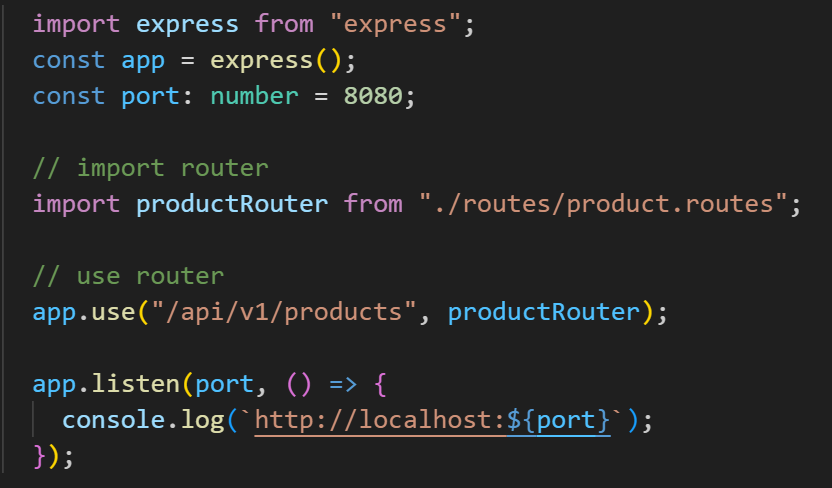 import express from "express";
const app = express();
const port: number = 8080;
// import router
import productRouter from "./routes/product.routes";
// use router
app.use("/api/v1/products", productRouter);
app.listen(port, () => {
console.log(`http://localhost:${port}`);
});